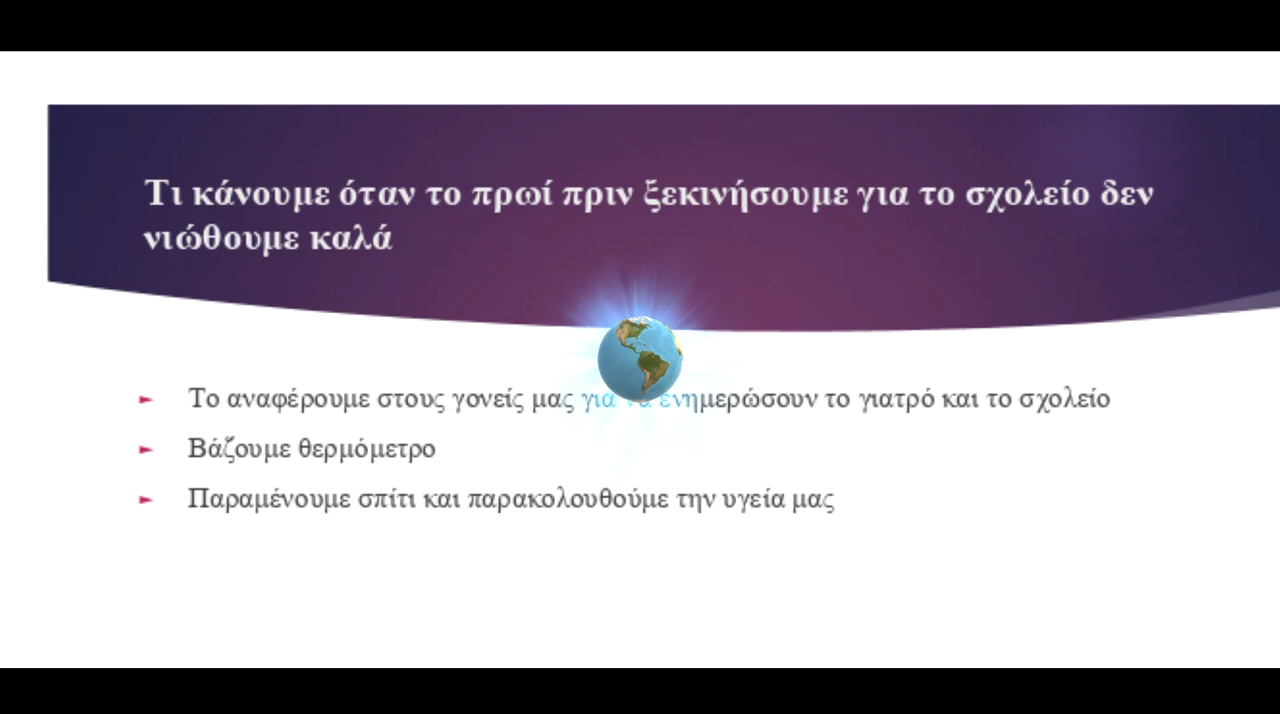 Τι κάνουμε όταν το πρωί πριν ξεκινήσουμε για το σχολείο δεν
νιώθουμε καλά
Το αναφέρουμε στους γονείς μας για να ενημερώσουν το γιατρό και το σχολείο
Βάζουμε θερμόμετρο
Παραμένουμε σπίτι και παρακολουθούμε την υγεία μας